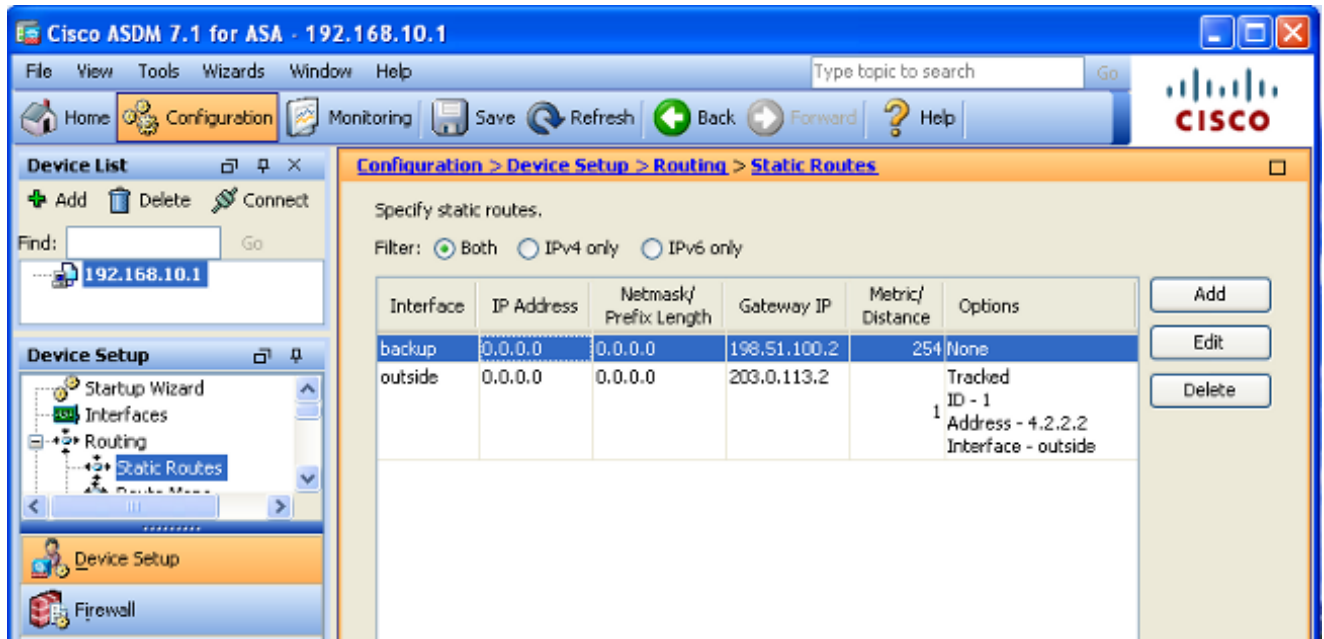 Cisco ASDM 7.1 for ASA - 192.168.10.1
File View Tools Wizards Window Help Type topic to search Go
Home Configuration Monitoring Save Refresh Back Forward Help
CISCO
Device List
Add Delete Connect
Find: Go
192.168.10.1
Device Setup
Startup Wizard
Interfaces
Routing
Static Routes
Device Setup
Firewall
Configuration > Device Setup > Routing > Static Routes
Specify static routes.
Filter: Both IPv4 only IPv6 only
Interface IP Address Netmask/ Prefix Length Gateway IP Metric/ Distance Options
backup 0.0.0.0 0.0.0.0 198.51.100.2 254 None
outside 0.0.0.0 0.0.0.0 203.0.113.2 1 Tracked
ID - 1
Address - 4.2.2.2
Interface - outside
Add
Edit
Delete